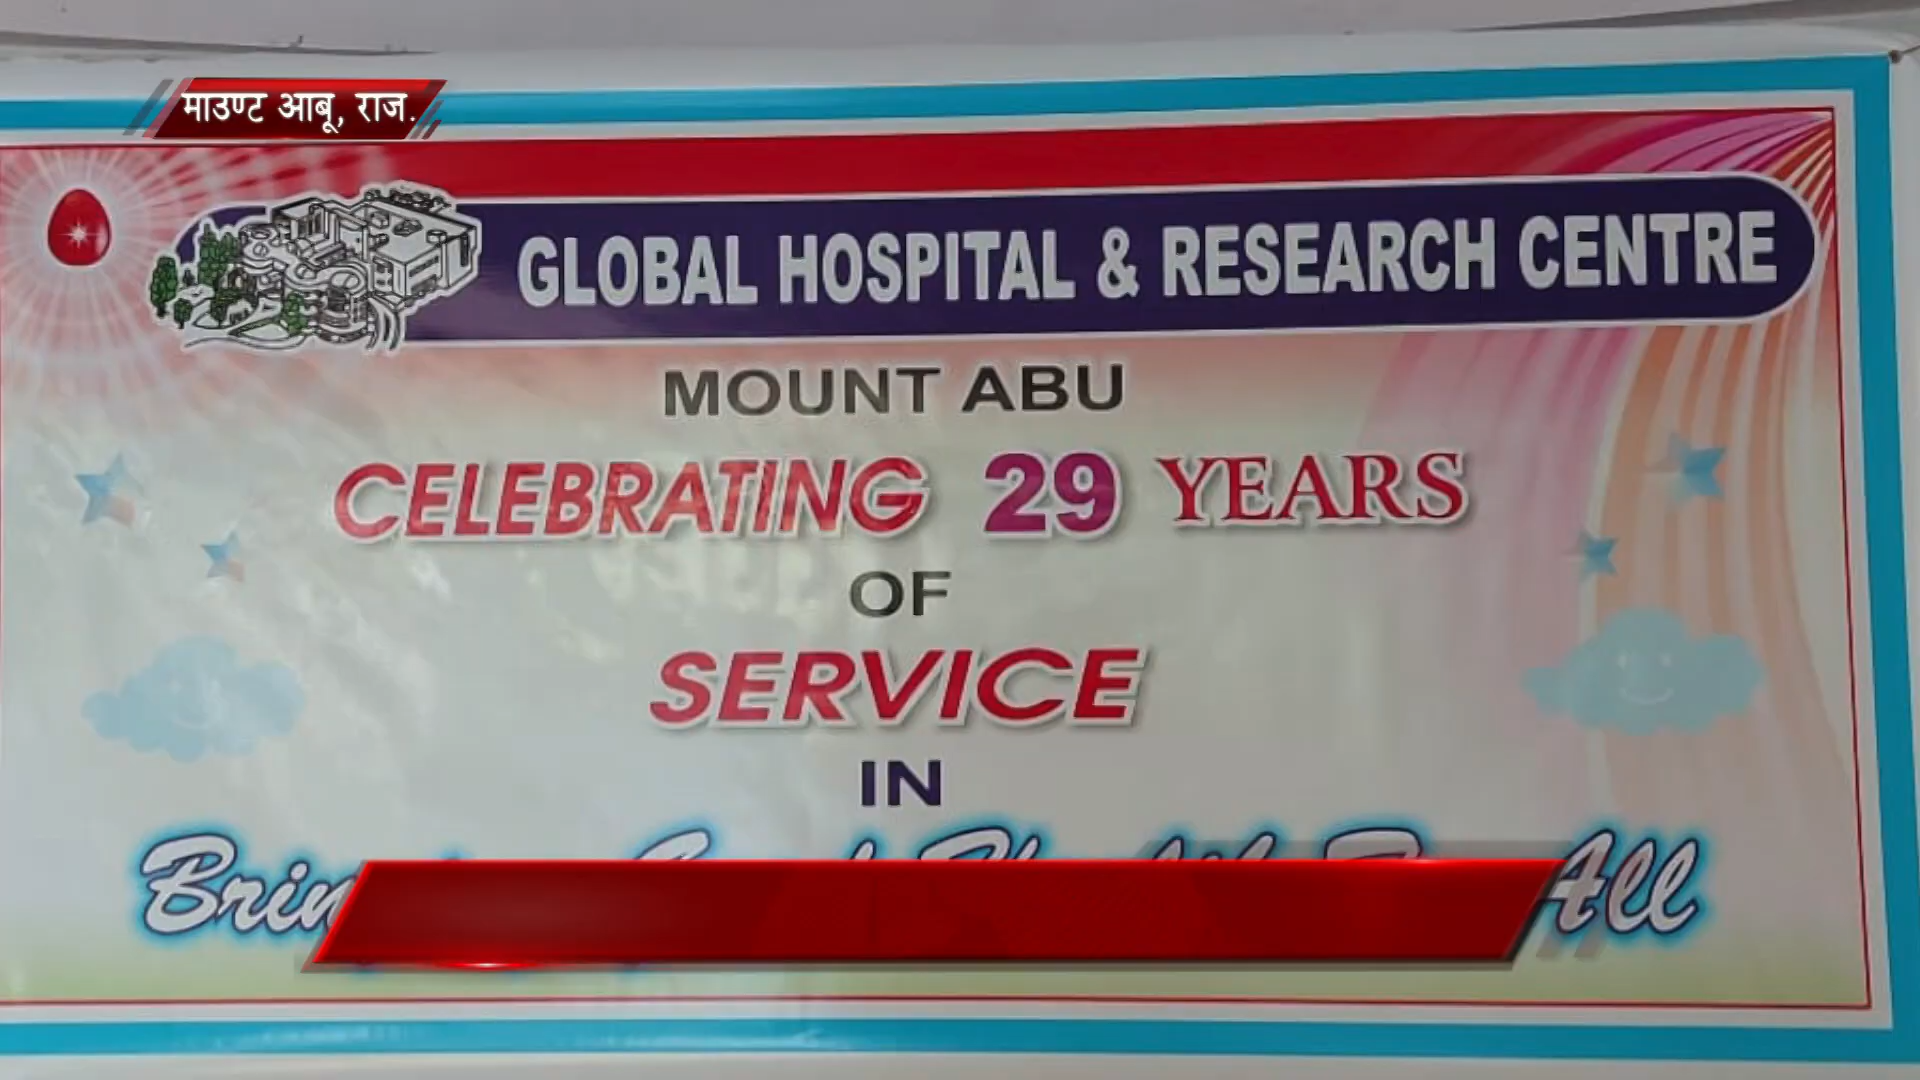 माउण्ट आबू, राज.
GLOBAL HOSPITAL & RESEARCH CENTRE
MOUNT ABU
CELEBRATING 29 YEARS
OF
SERVICE
IN
All